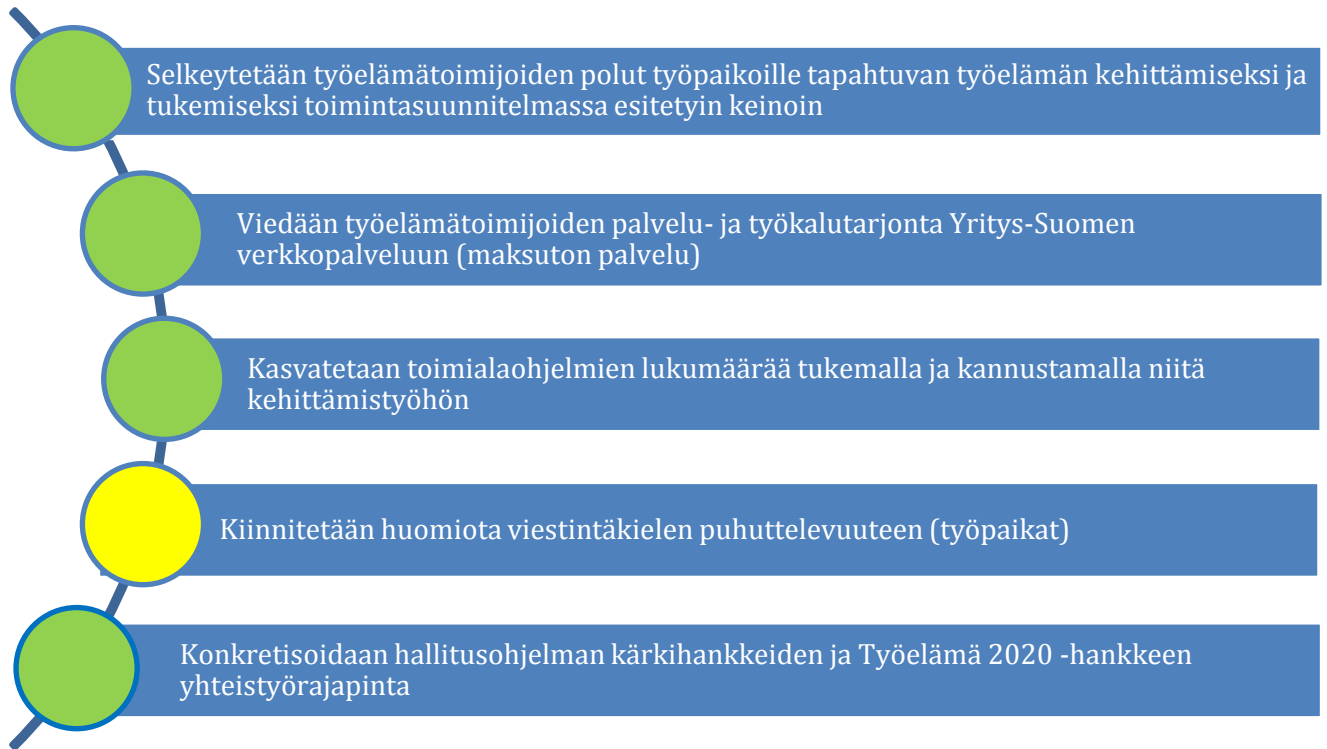 Selkeytetään työelämätoimijoiden polut työpaikoille tapahtuvan työelämän kehittämiseksi ja
tukemiseksi toimintasuunnitelmassa esitetyin keinoin
Viedään työelämätoimijoiden palvelu- ja työkalutarjonta Yritys-Suomen
verkkopalveluun (maksuton palvelu)
Kasvatetaan toimialaohjelmien lukumäärää tukemalla ja kannustamalla niitä
kehittämistyöhön
Kiinnitetään huomiota viestintäkielen puhuttelevuuteen (työpaikat)
Konkretisoidaan hallitusohjelman kärkihankkeiden ja Työelämä 2020 -hankkeen
yhteistyörajapinta